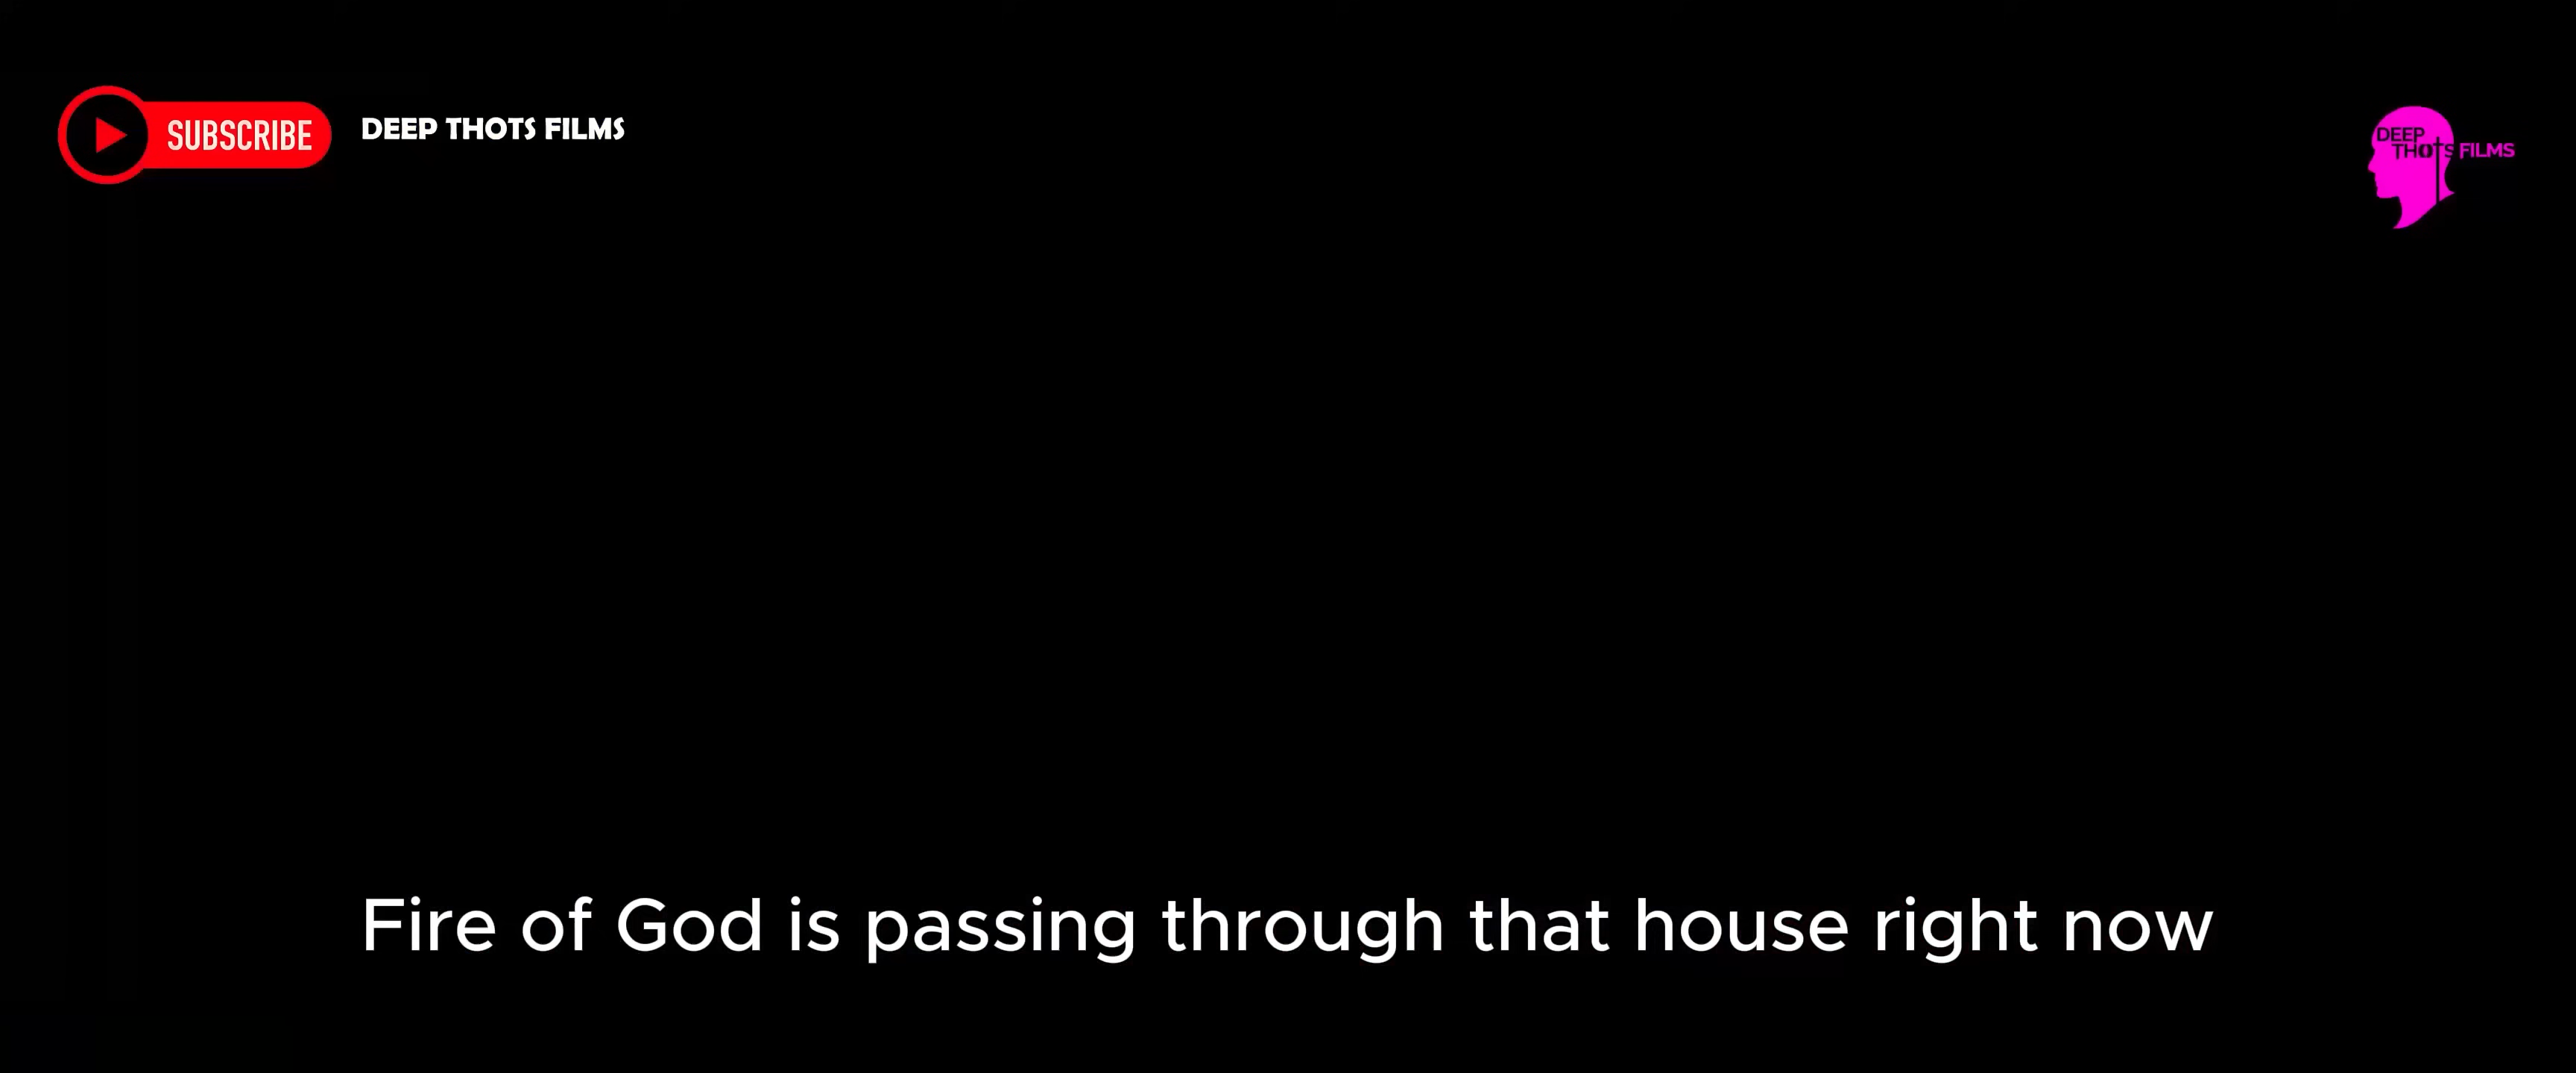 SUBSCRIBE
DEEP THOTS FILMS
DEEP
THOTS FILMS
Fire of God is passing through that house right now